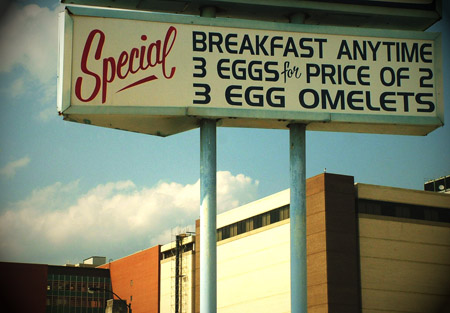 Special
BREAKFAST ANYTIME
3 EGGS for PRICE OF 2
3 EGG OMELETS